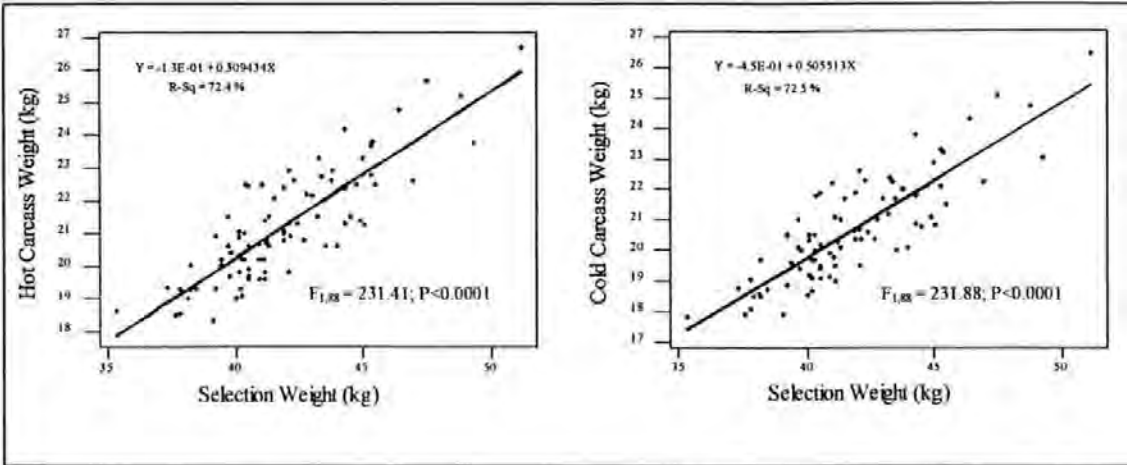 27
26
25
24
23
22
21
20
19
18
Hot Carcass Weight (kg)
Y = -1.3E-01 + 0.509434X
R-Sq = 72.4 %
F1,88 = 231.41; P<0.0001
35 40 45 50
Selection Weight (kg)
27
26
25
24
23
22
21
20
19
18
17
Cold Carcass Weight (kg)
Y = -4.5E-01 + 0.505513X
R-Sq = 72.5 %
F1,88 = 231.88; P<0.0001
35 40 45 50
Selection Weight (kg)